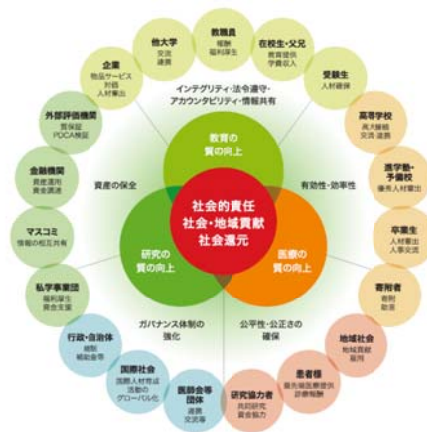 教職員
報酬
福利厚生
在校生・父兄
教育提供
学費収入
受験生
人材確保
高等学校
高大接続
交流・連携
進学塾・
予備校
優秀人材輩出
卒業生
人材輩出
人事交流
寄附者
寄附
助言
地域社会
地域貢献
雇用
患者様
最先端医療提供
診療報酬
研究協力者
共同研究
資金協力
医師会等
団体
連携
交流等
国際社会
国際人材育成
活動の
グローバル化
行政・自治体
規制
補助金等
私学事業団
福利厚生
資金支援
マスコミ
情報の相互共有
金融機関
資産運用
資金調達
外部評価機関
質保証
PDCA検証
企業
物品サービス
対価
人材輩出
他大学
交流
連携
インテグリティ・法令遵守・
アカウンタビリティ・情報共有
資産の保全
有効性・効率性
ガバナンス体制の
強化
公平性・公正さの
確保
教育の
質の向上
社会的責任
社会・地域貢献
社会還元
研究の
質の向上
医療の
質の向上